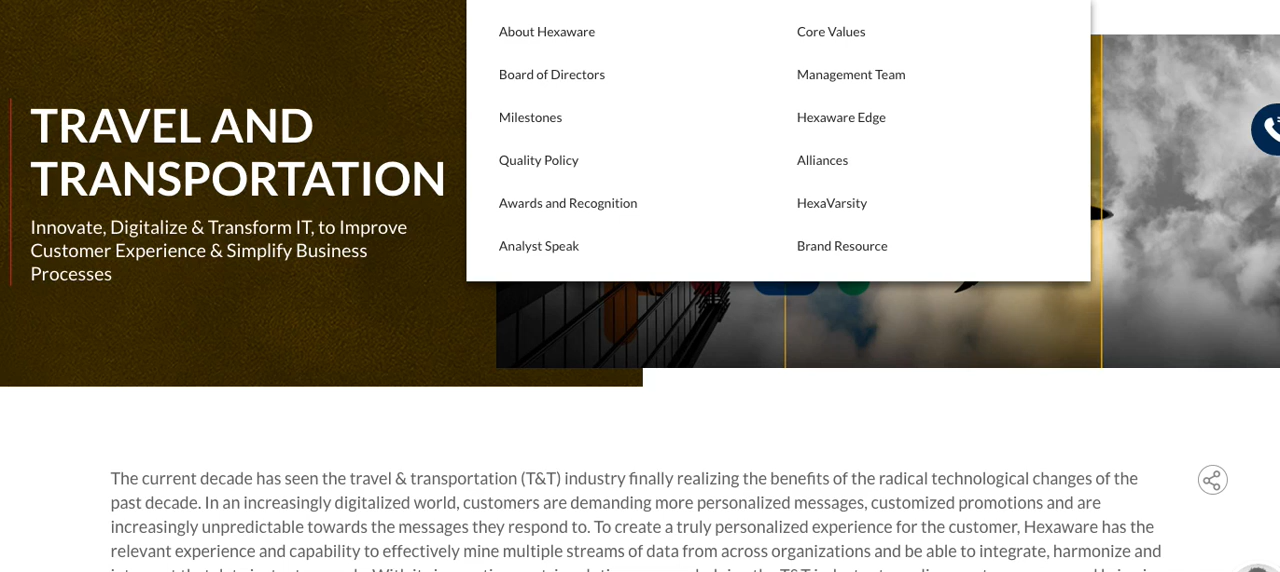 About Hexaware
Core Values
Board of Directors
Management Team
Milestones
Hexaware Edge
Quality Policy
Alliances
Awards and Recognition
HexaVarsity
Analyst Speak
Brand Resource
TRAVEL AND
TRANSPORTATION
Innovate, Digitalize & Transform IT, to Improve
Customer Experience & Simplify Business
Processes
The current decade has seen the travel & transportation (T&T) industry finally realizing the benefits of the radical technological changes of the
past decade. In an increasingly digitalized world, customers are demanding more personalized messages, customized promotions and are
increasingly unpredictable towards the messages they respond to. To create a truly personalized experience for the customer, Hexaware has the
relevant experience and capability to effectively mine multiple streams of data from across organizations and be able to integrate, harmonize and